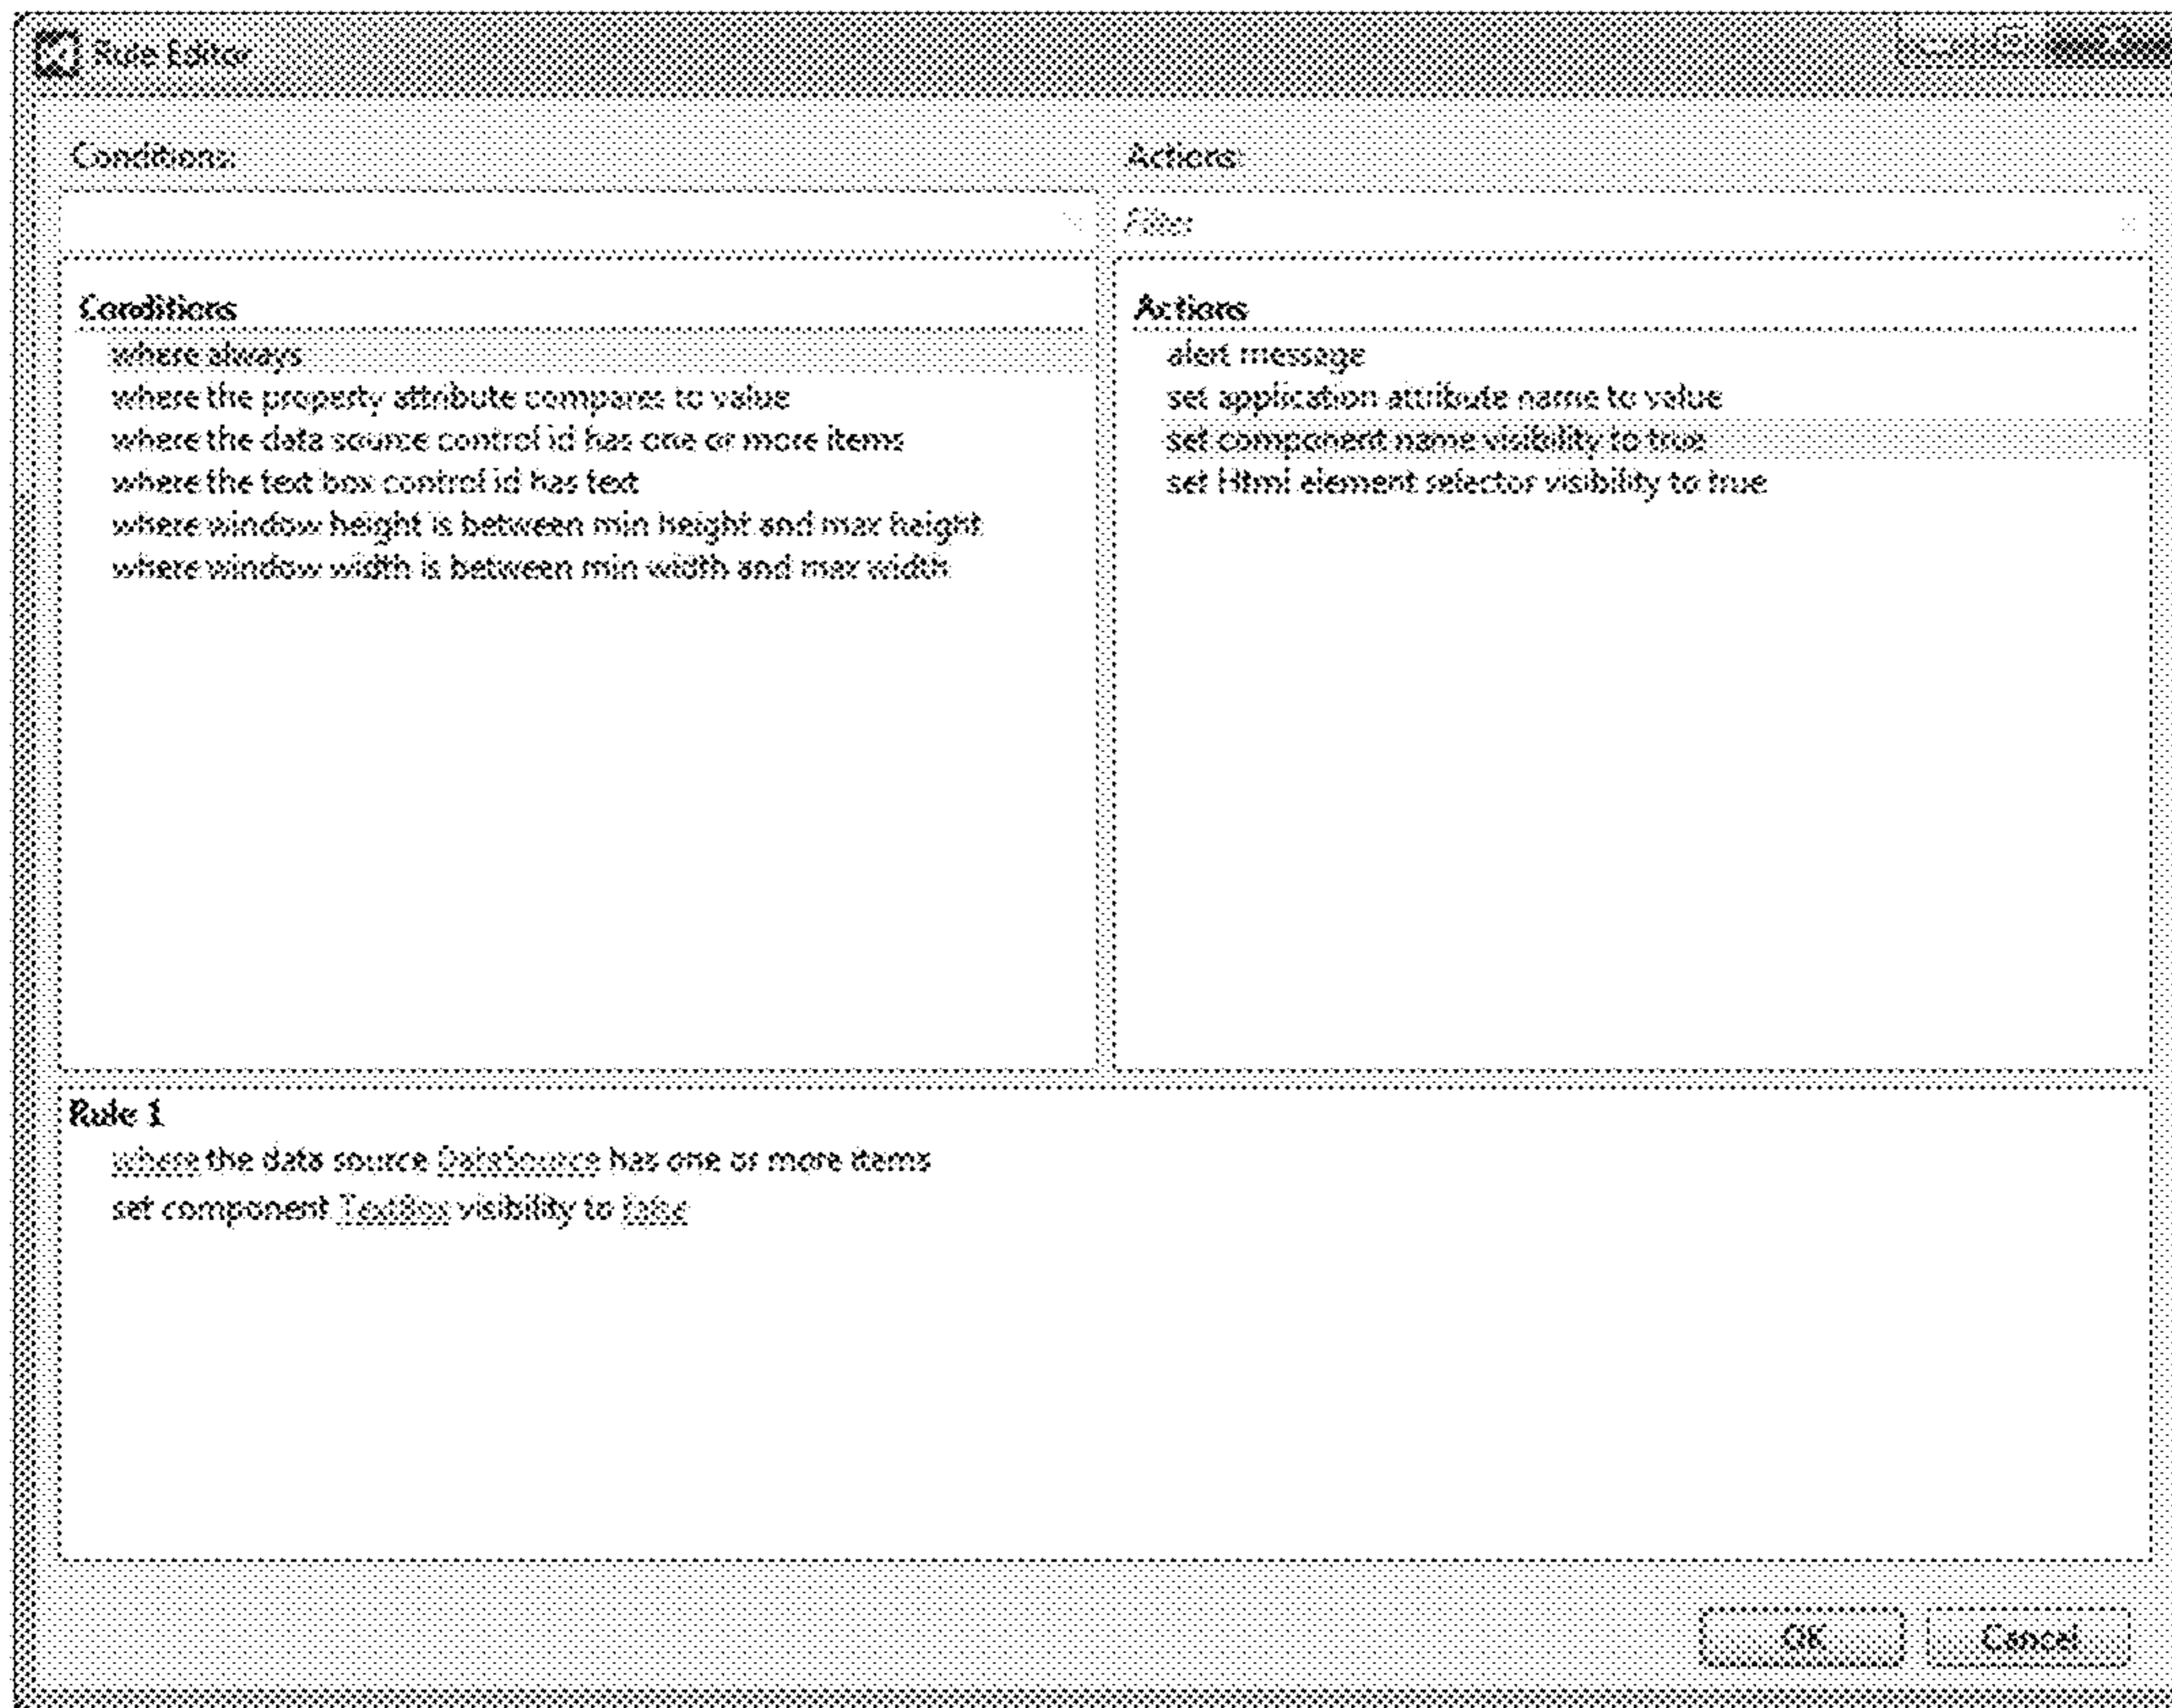 Rule Editor
Conditions:
Actions:
Filter
Conditions
where always
where the property attribute compares to value
where the data source control id has one or more items
where the text box control id has text
where window height is between min height and max height
where window width is between min width and max width
Actions
alert message
set application attribute name to value
set component name visibility to true
set Html element selector visibility to true
Rule 1
where the data source DataSource has one or more items
set component TextBox visibility to false
OK
Cancel